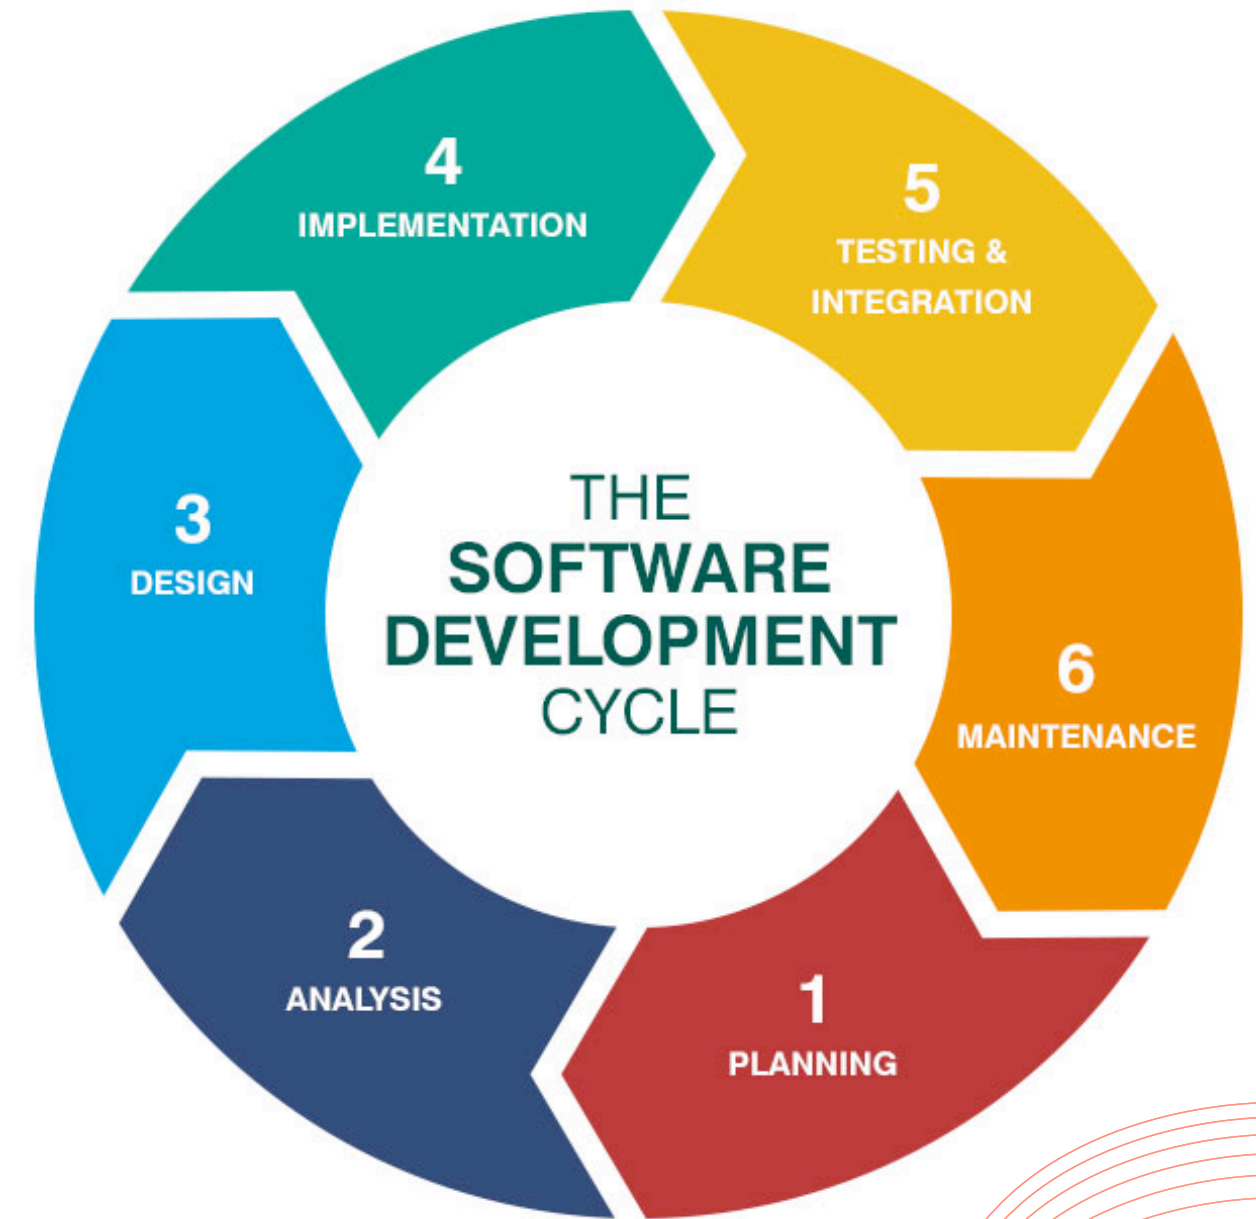 4
IMPLEMENTATION
5
TESTING &
INTEGRATION
3
DESIGN
THE
SOFTWARE
DEVELOPMENT
CYCLE
6
MAINTENANCE
2
ANALYSIS
1
PLANNING